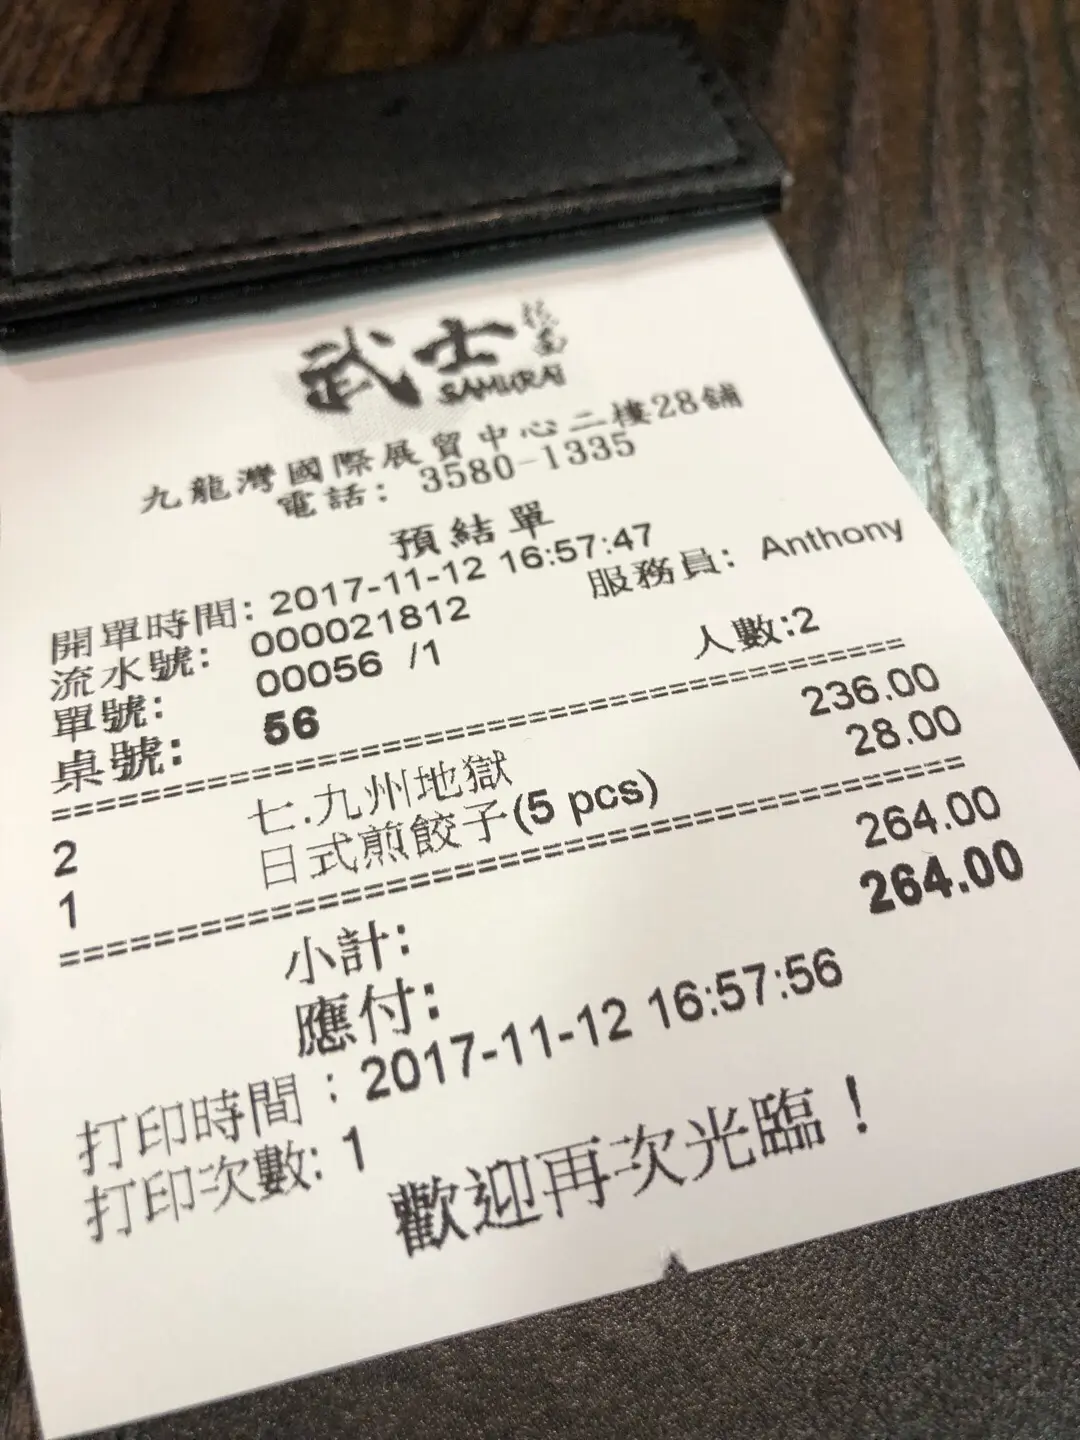 武士 拉麵
SAMURAI
九龍灣國際展貿中心二樓28舖
電話: 3580-1335
預結單
開單時間: 2017-11-12 16:57:47
流水號: 000021812 服務員: Anthony
單號: 00056 /1 人數:2
桌號: 56
2 七.九州地獄 236.00
1 日式煎餃子(5 pcs) 28.00
小計: 264.00
應付: 264.00
打印時間 : 2017-11-12 16:57:56
打印次數: 1
歡迎再次光臨！